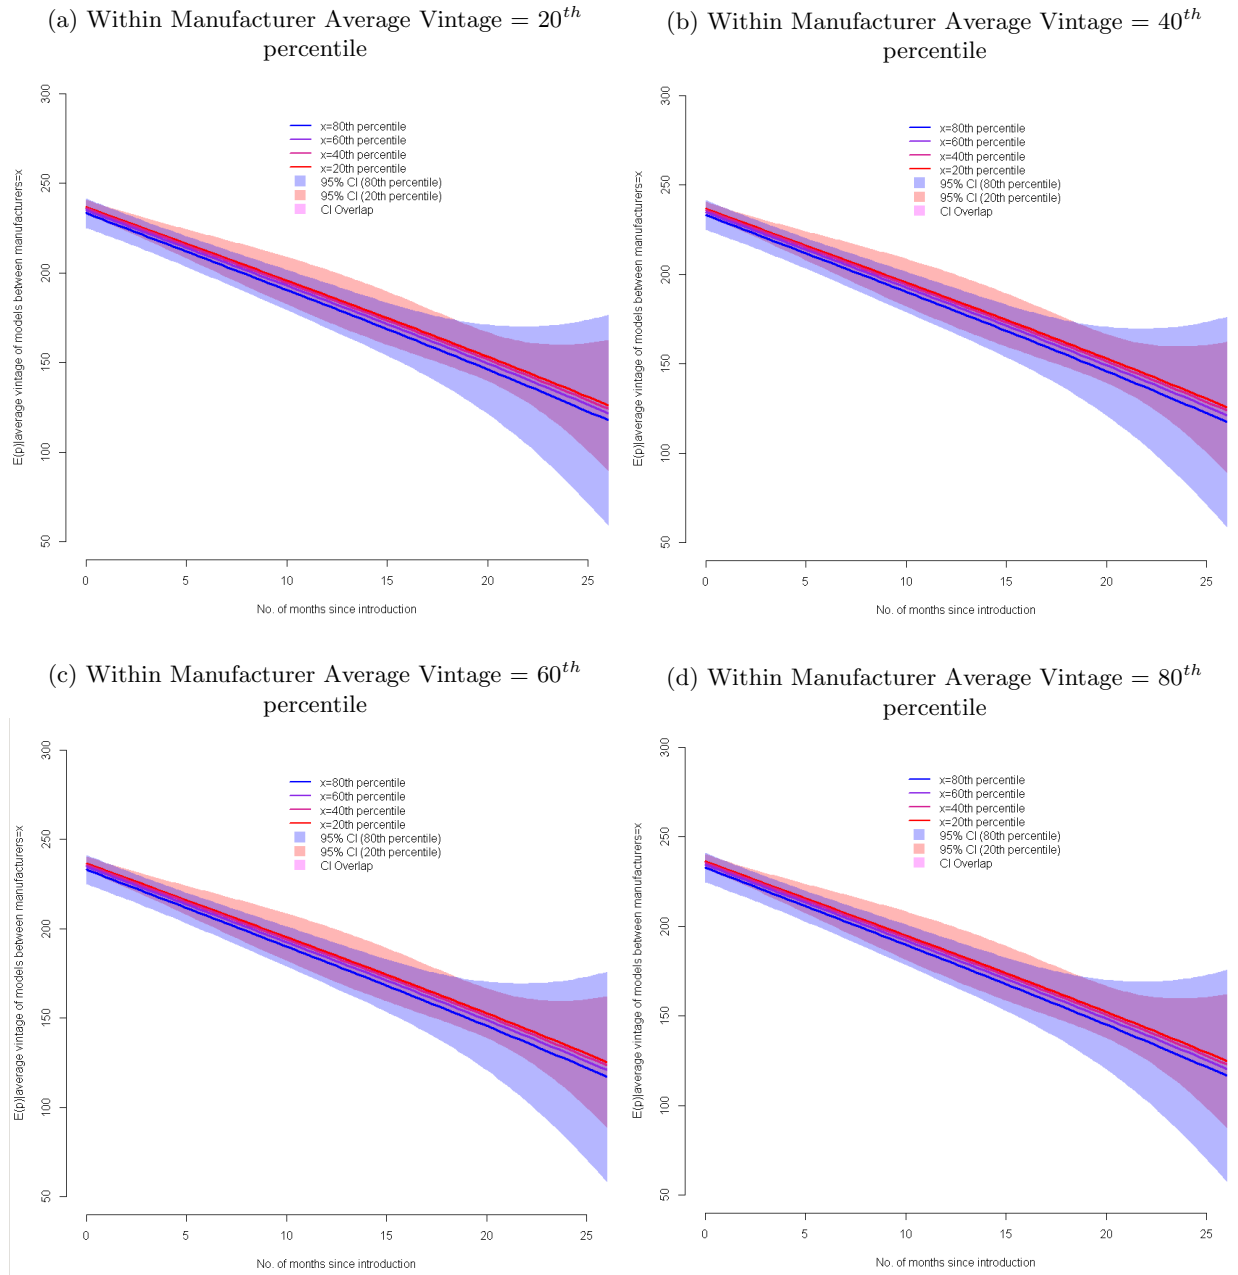 (a) Within Manufacturer Average Vintage = 20th
percentile
300
250
200
150
100
50
E(p)|average vintage of models between manufacturers=x
x=80th percentile
x=60th percentile
x=40th percentile
x=20th percentile
95% CI (80th percentile)
95% CI (20th percentile)
CI Overlap
0 5 10 15 20 25
No. of months since introduction
(b) Within Manufacturer Average Vintage = 40th
percentile
300
250
200
150
100
50
E(p)|average vintage of models between manufacturers=x
x=80th percentile
x=60th percentile
x=40th percentile
x=20th percentile
95% CI (80th percentile)
95% CI (20th percentile)
CI Overlap
0 5 10 15 20 25
No. of months since introduction
(c) Within Manufacturer Average Vintage = 60th
percentile
300
250
200
150
100
50
E(p)|average vintage of models between manufacturers=x
x=80th percentile
x=60th percentile
x=40th percentile
x=20th percentile
95% CI (80th percentile)
95% CI (20th percentile)
CI Overlap
0 5 10 15 20 25
No. of months since introduction
(d) Within Manufacturer Average Vintage = 80th
percentile
300
250
200
150
100
50
E(p)|average vintage of models between manufacturers=x
x=80th percentile
x=60th percentile
x=40th percentile
x=20th percentile
95% CI (80th percentile)
95% CI (20th percentile)
CI Overlap
0 5 10 15 20 25
No. of months since introduction